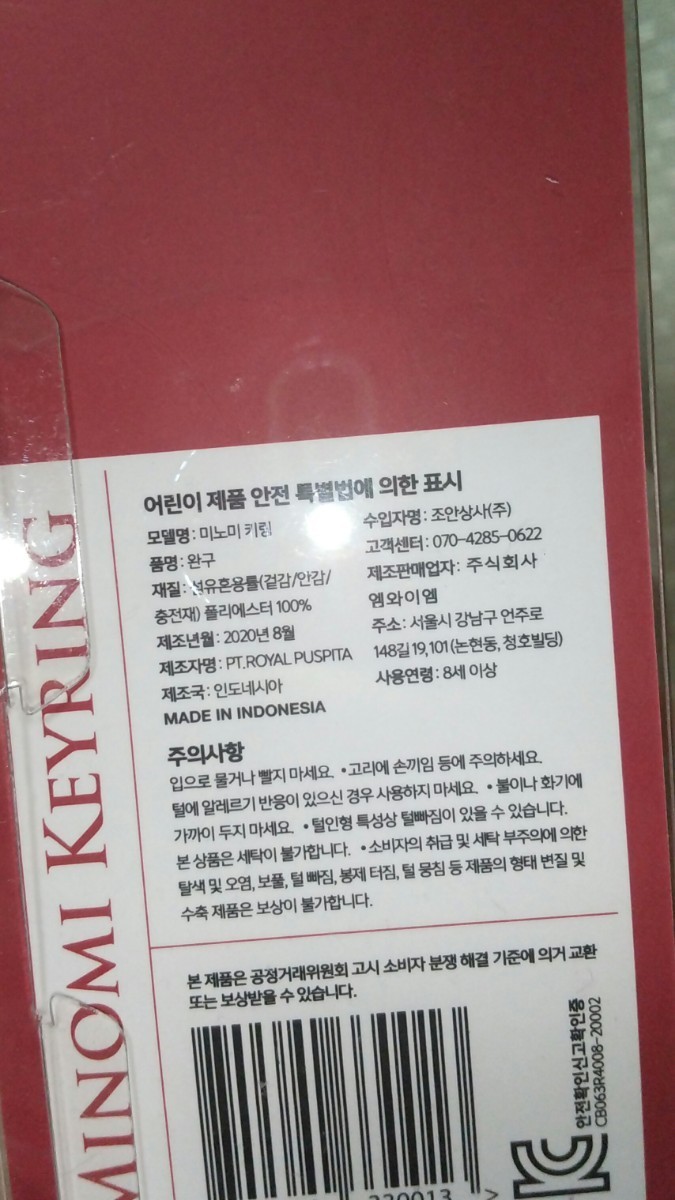 MINOMI KEYRING
어린이 제품 안전 특별법에 의한 표시
모델명: 미노미 키링
품명: 완구
재질: 섬유혼용률(겉감/안감/
충전재) 폴리에스터 100%
제조년월: 2020년 8월
제조자명: PT.ROYAL PUSPITA
제조국: 인도네시아
MADE IN INDONESIA
수입자명: 조안상사(주)
고객센터: 070-4285-0622
제조판매업자: 주식회사
엠와이엠
주소: 서울시 강남구 언주로
148길 19, 101 (논현동, 청호빌딩)
사용연령: 8세 이상
주의사항
입으로 물거나 빨지 마세요. •고리에 손끼임 등에 주의하세요.
털에 알레르기 반응이 있으신 경우 사용하지 마세요. •불이나 화기에
가까이 두지 마세요. •털인형 특성상 털빠짐이 있을 수 있습니다.
본 상품은 세탁이 불가합니다. •소비자의 취급 및 세탁 부주의에 의한
탈색 및 오염, 보풀, 털 빠짐, 봉제 터짐, 털 뭉침 등 제품의 형태 변질 및
수축 제품은 보상이 불가합니다.
본 제품은 공정거래위원회 고시 소비자 분쟁 해결 기준에 의거 교환
또는 보상받을 수 있습니다.
220013 >
안전확인신고확인증
CB063R4008-20002